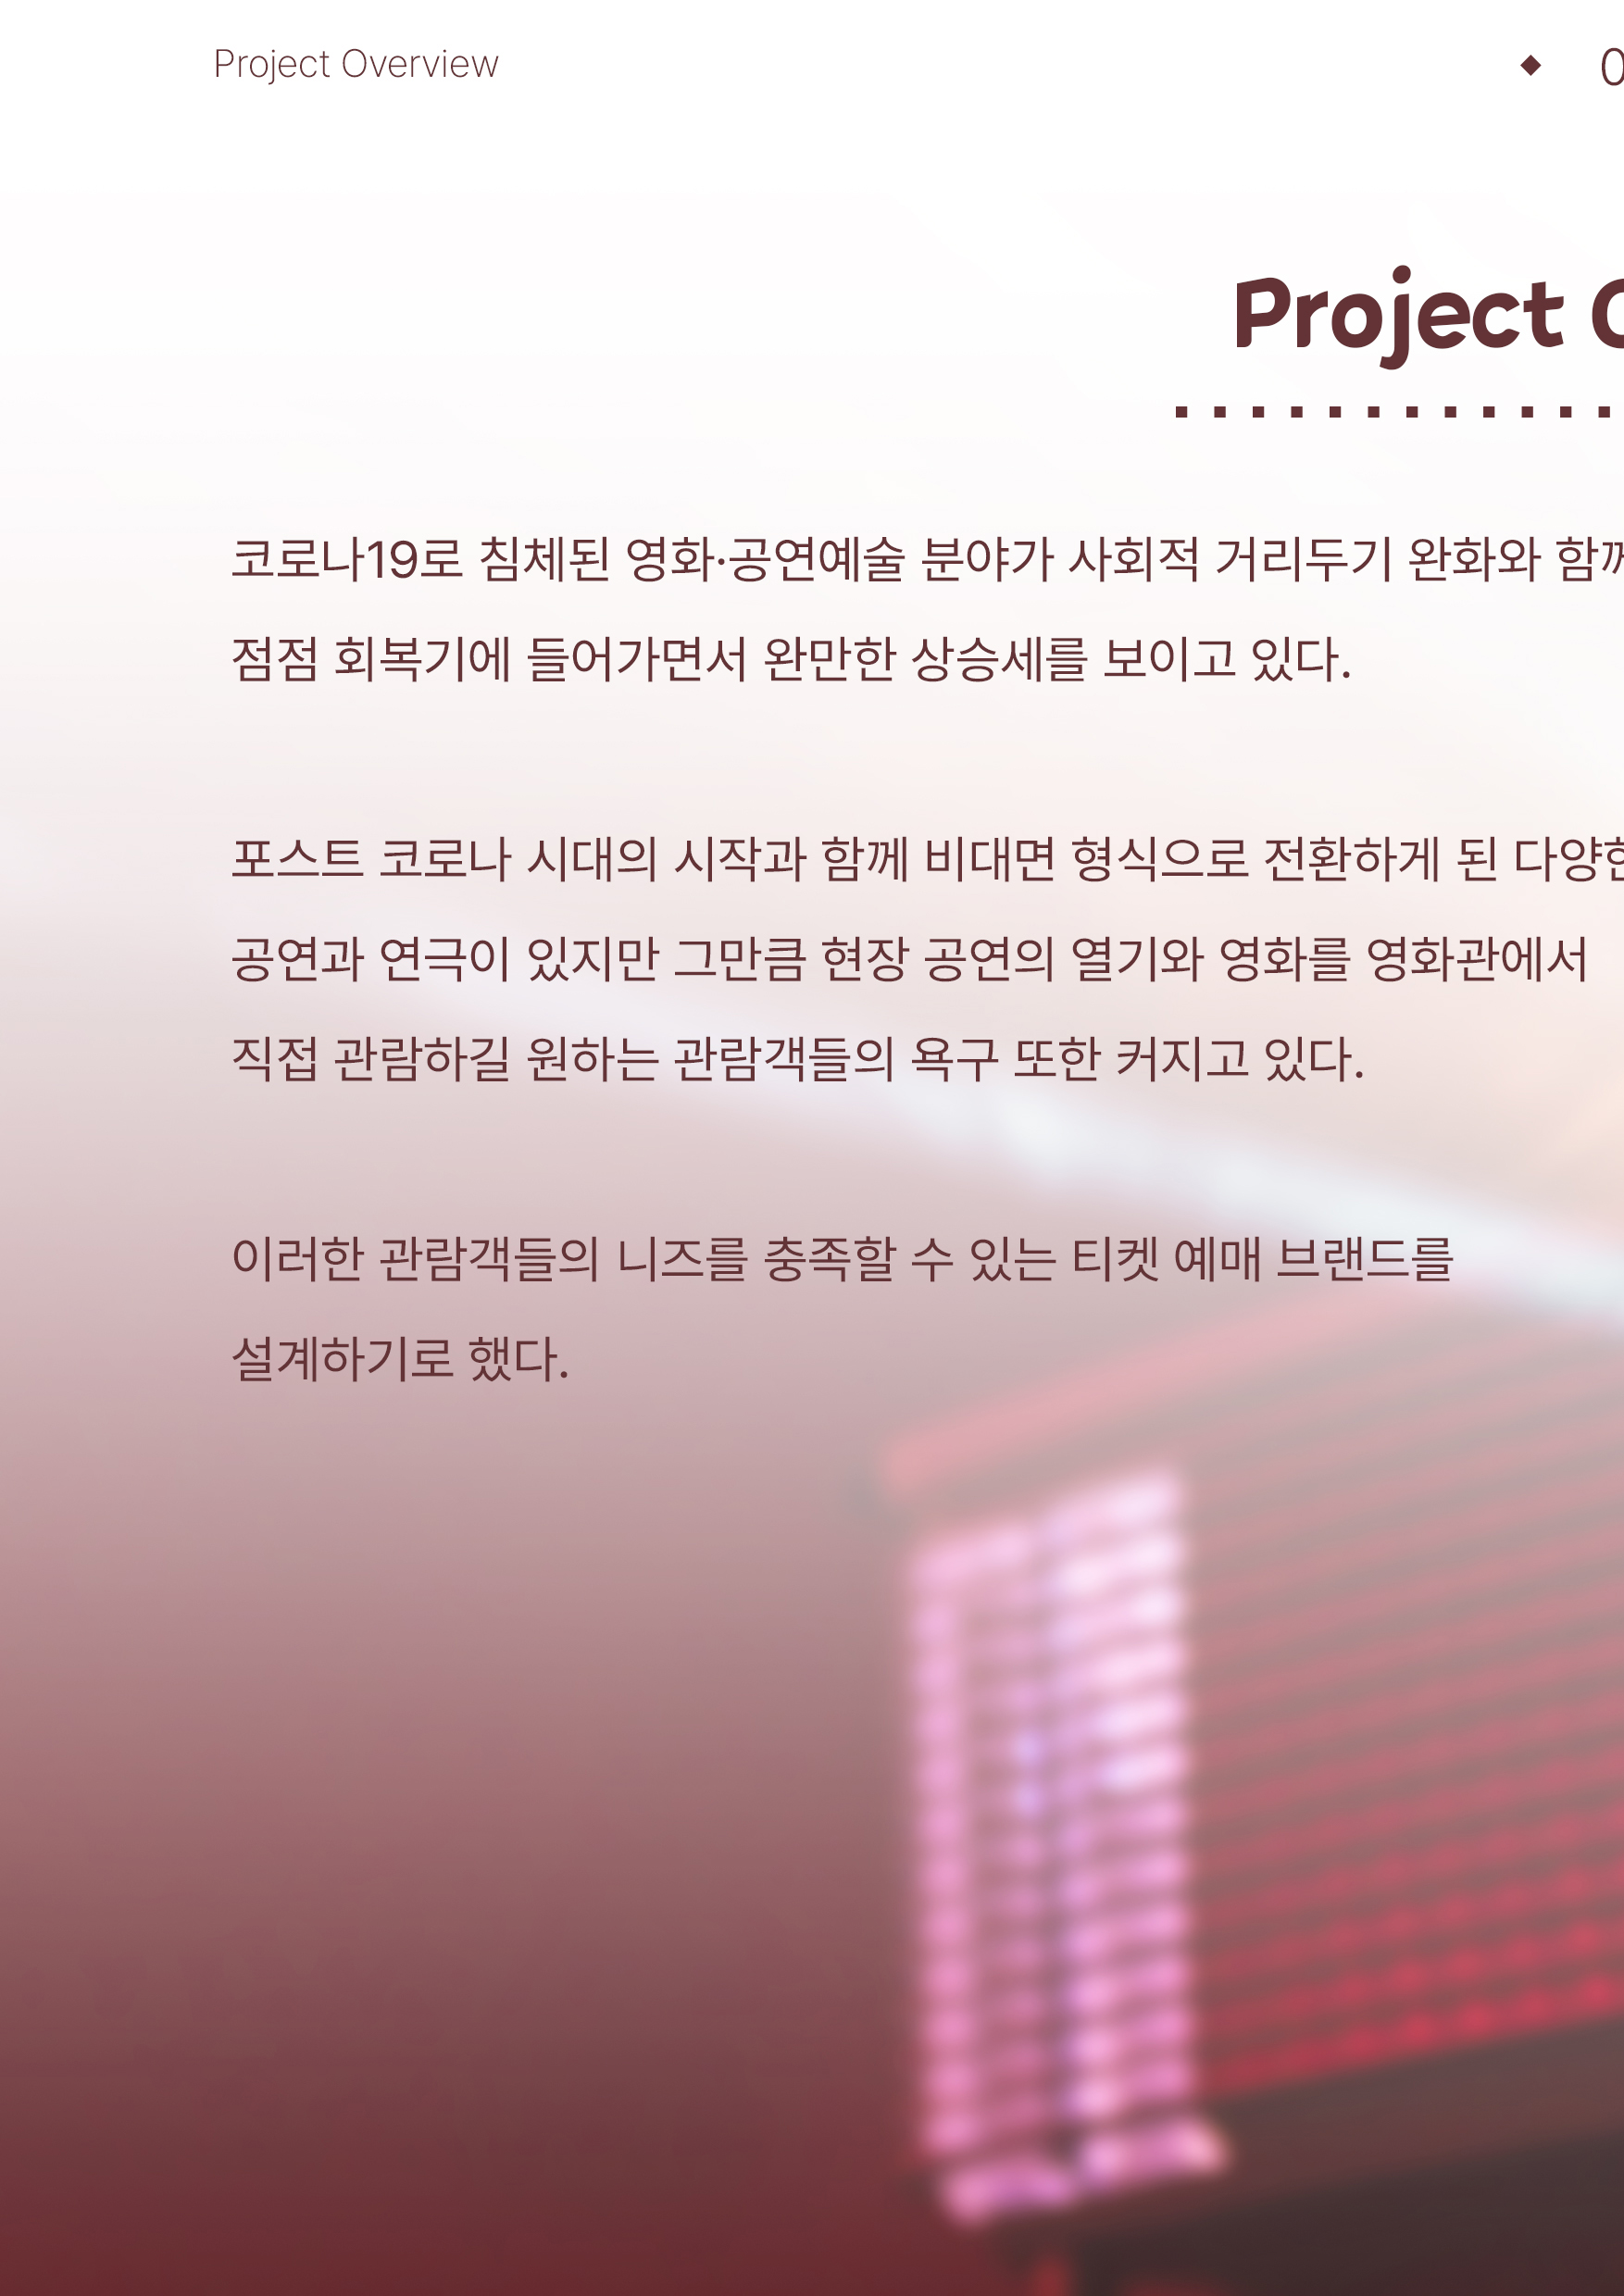 Project Overview
Project
코로나19로 침체된 영화·공연예술 분야가 사회적 거리두기 완화와
점점 회복기에 들어가면서 완만한 상승세를 보이고 있다.
포스트 코로나 시대의 시작과 함께 비대면 형식으로 전환하게 된
공연과 연극이 있지만 그만큼 현장 공연의 열기와 영화를 영화관에서
직접 관람하길 원하는 관람객들의 욕구 또한 커지고 있다.
이러한 관람객들의 니즈를 충족할 수 있는 티켓 예매 브랜드를
설계하기로 했다.